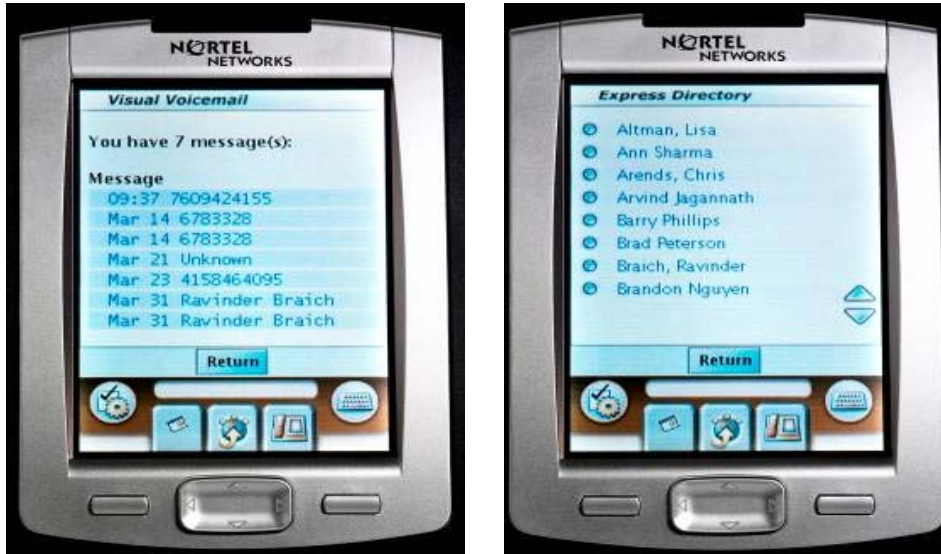 NORTEL
NETWORKS
Visual Voicemail
You have 7 message(s):
Message
09:37 7609424155
Mar 14 6783328
Mar 14 6783328
Mar 21 Unknown
Mar 23 4158464095
Mar 31 Ravinder Braich
Mar 31 Ravinder Braich
Return
NORTEL
NETWORKS
Express Directory
Altman, Lisa
Ann Sharma
Arends, Chris
Arvind Jagannath
Barry Phillips
Brad Peterson
Braich, Ravinder
Brandon Nguyen
Return